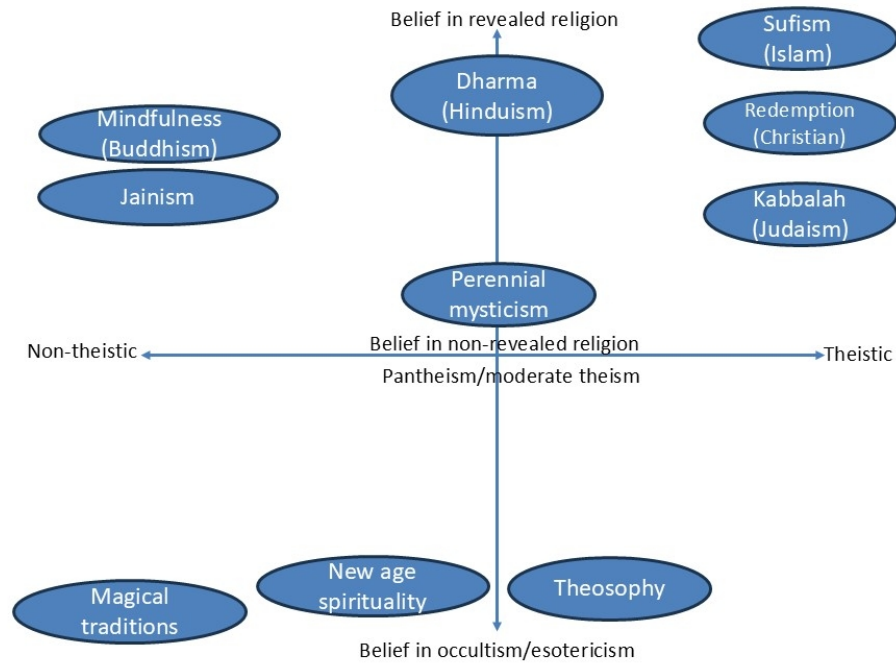 Belief in revealed religion
Sufism
(Islam)
Dharma
(Hinduism)
Redemption
(Christian)
Mindfulness
(Buddhism)
Jainism
Kabbalah
(Judaism)
Perennial
mysticism
Belief in non-revealed religion
Non-theistic
Theistic
Pantheism/moderate theism
New age
spirituality
Theosophy
Magical
traditions
Belief in occultism/esotericism